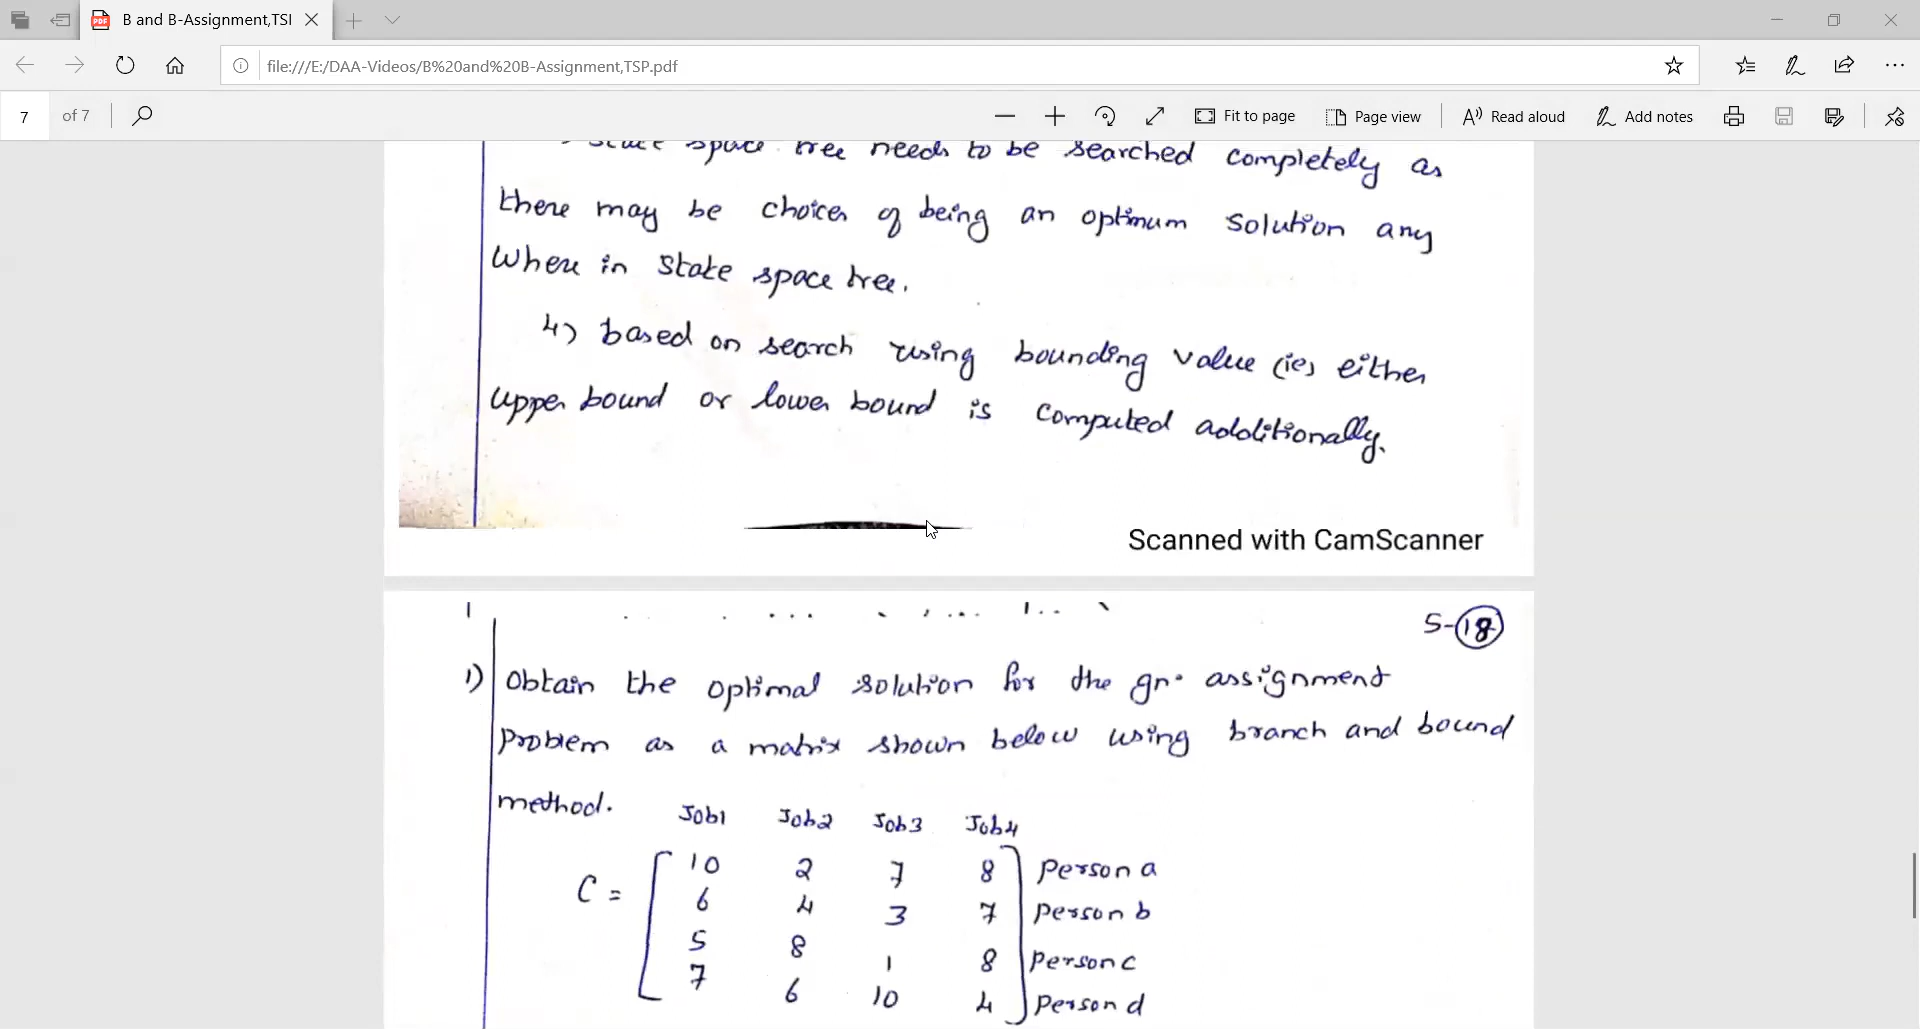 B and B-Assignment,TSI
file:///E:/DAA-Videos/B%20and%20B-Assignment,TSP.pdf
7 of 7
Fit to page
Page view
Read aloud
Add notes
space tree needs to be searched completely as
there may be choices of being an optimum solution any
where in state space tree.
4) based on search using bounding value (ie) either
upper bound or lower bound is computed additionally.
Scanned with CamScanner
S-18
1) Obtain the optimal solution for the gn. assignment
problem as a matrix shown below using branch and bound
method.
Job1 Job2 Job3 Job4
10 2 7 8 Person a
C = 6 4 3 7 Person b
5 8 1 8 Person c
7 6 10 4 Person d